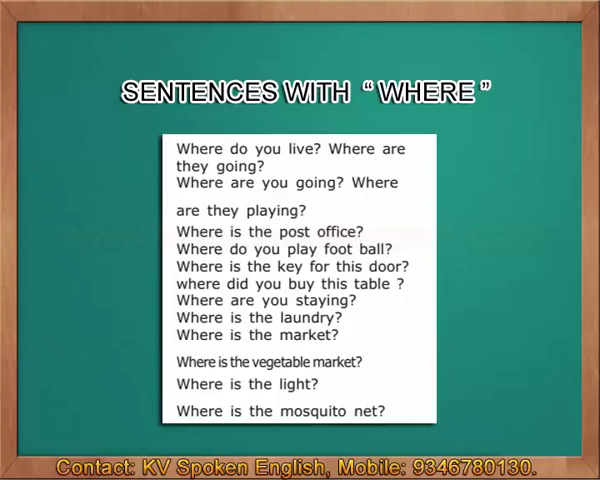 SENTENCES WITH “ WHERE ”
Where do you live? Where are
they going?
Where are you going? Where
are they playing?
Where is the post office?
Where do you play foot ball?
Where is the key for this door?
where did you buy this table ?
Where are you staying?
Where is the laundry?
Where is the market?
Where is the vegetable market?
Where is the light?
Where is the mosquito net?
Contact: KV Spoken English, Mobile: 9346780130.